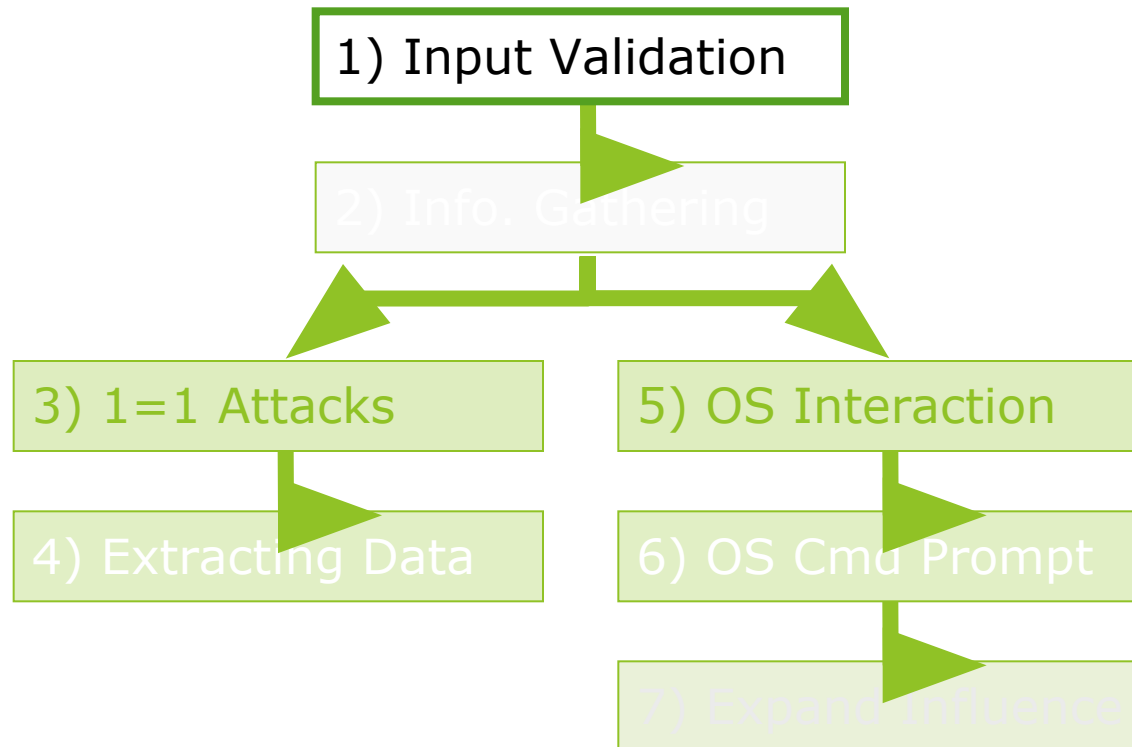 1) Input Validation
2) Info. Gathering
3) 1=1 Attacks
5) OS Interaction
4) Extracting Data
6) OS Cmd Prompt
7) Expand Influence